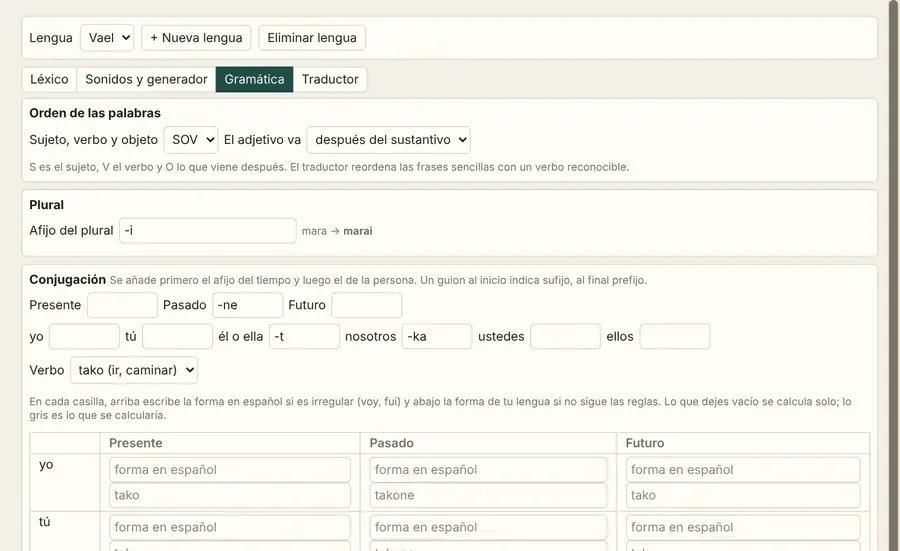 Lengua Vael + Nueva lengua Eliminar lengua
Léxico Sonidos y generador Gramática Traductor
Orden de las palabras
Sujeto, verbo y objeto SOV El adjetivo va después del sustantivo
S es el sujeto, V el verbo y O lo que viene después. El traductor reordena las frases sencillas con un verbo reconocible.
Plural
Afijo del plural -i mara → marai
Conjugación Se añade primero el afijo del tiempo y luego el de la persona. Un guion al inicio indica sufijo, al final prefijo.
Presente Pasado -ne Futuro
yo tú él o ella -t nosotros -ka ustedes ellos
Verbo tako (ir, caminar)
En cada casilla, arriba escribe la forma en español si es irregular (voy, fui) y abajo la forma de tu lengua si no sigue las reglas. Lo que dejes vacío se calcula solo; lo
gris es lo que se calcularía.
Presente Pasado Futuro
yo forma en español forma en español forma en español
tako takone tako
tú forma en español forma en español forma en español